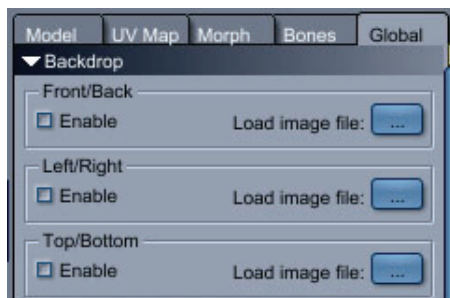 Model UV Map Morph Bones Global
Backdrop
Front/Back
Enable Load image file: ...
Left/Right
Enable Load image file: ...
Top/Bottom
Enable Load image file: ...